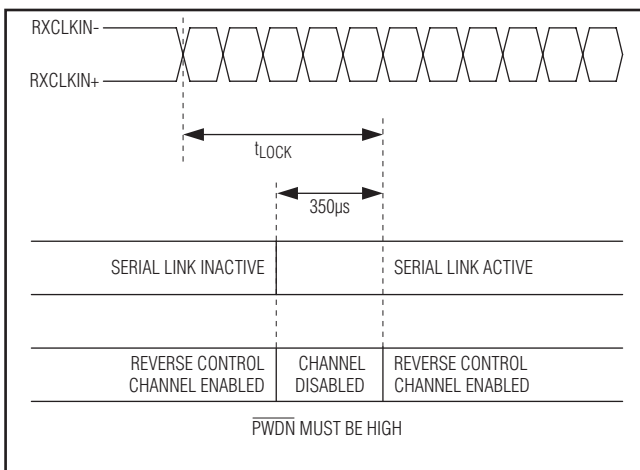 RXCLKIN-
RXCLKIN+
tLOCK
350µs
SERIAL LINK INACTIVE
SERIAL LINK ACTIVE
REVERSE CONTROL
CHANNEL ENABLED
CHANNEL
DISABLED
REVERSE CONTROL
CHANNEL ENABLED
PWDN MUST BE HIGH